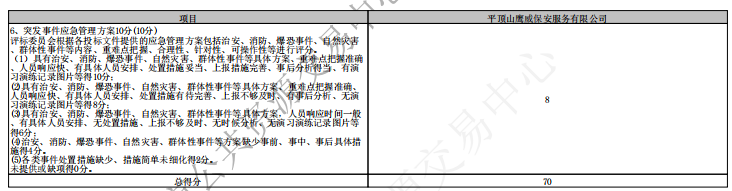 项目 平顶山鹰威保安服务有限公司
6、突发事件应急管理方案10分(10分)
评标委员会根据各投标文件提供的应急管理方案包括治安、消防、爆恐事件、自然灾害
、群体性事件等内容、重难点把握、合理性、针对性、可操作性等进行评分。
(1)具有治安、消防、爆恐事件、自然灾害、群体性事件等具体方案、重难点把握准确
、人员响应快、有具体人员安排、处置措施妥当、上报措施完善、事后分析得当、有演
习演练记录图片等得10分;
(2)具有治安、消防、爆恐事件、自然灾害、群体性事件等具体方案、重难点把握准确、
人员响应快、有具体人员安排、处置措施有待完善、上报不够及时、有事后分析、无演
习演练记录图片等得8分;
8
(3)具有治安、消防、爆恐事件、自然灾害、群体性事件等具体方案、人员响应时间一般
、有具体人员安排、无处置措施、上报不够及时、无时候分析、无演习演练记录图片等
得6分;
(4)治安、消防、爆恐事件、自然灾害、群体性事件等方案缺少事前、事中、事后具体措
施得4分。
(5)各类事件处置措施缺少、措施简单未细化得2分。
未提供或缺项得0分。
总得分 70
公共资源交易中心
资源交易中心